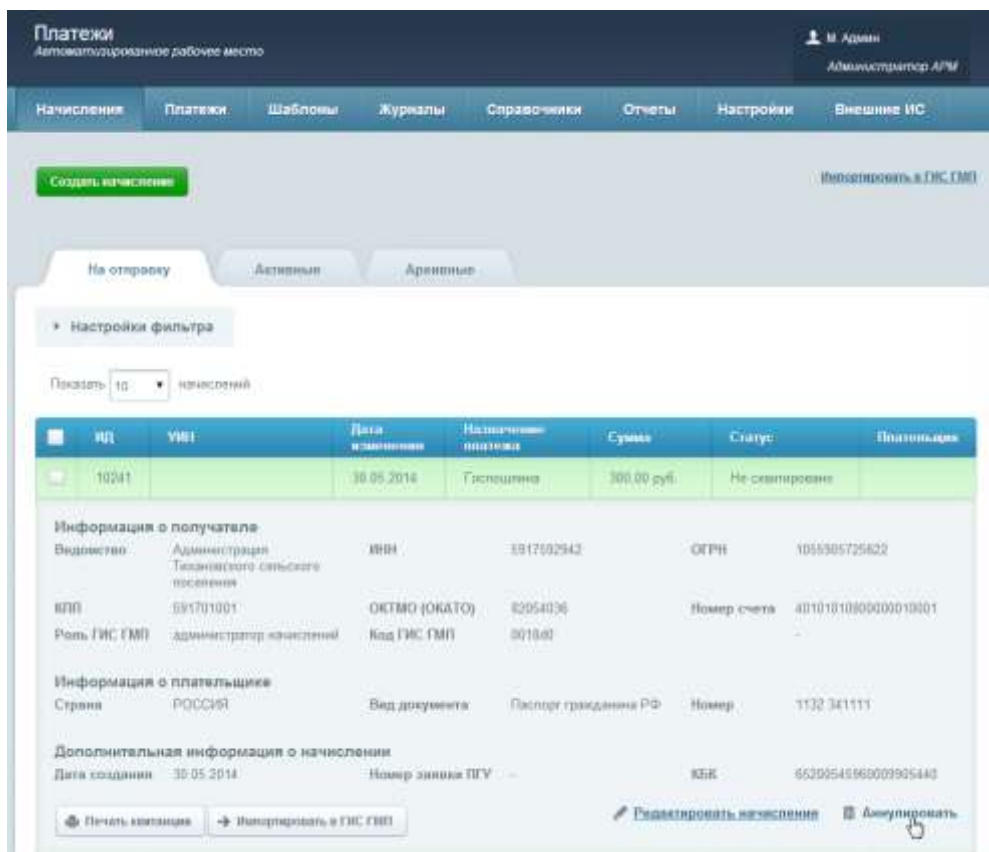 Платежи
Автоматизированное рабочее место
М. Админ
Администратор АРМ
Начисления Платежи Шаблоны Журналы Справочники Отчеты Настройки Внешние ИС
Создать начисление Импортировать в ГИС ГМП
На отправку Активные Архивные
Настройки фильтра
Показать 10 начислений
ИД УИН Дата изменения Назначение платежа Сумма Статус Плательщик
10241 30.05.2014 Госпошлина 300,00 руб. Не сквитировано
Информация о получателе
Ведомство Администрация ИНН 5917592942 ОГРН 1055905725622
Тихановского сельского
поселения
КПП 591701001 ОКТМО (ОКАТО) 82054036 Номер счета 40101810800000010001
Роль ГИС ГМП администратор начислений Код ГИС ГМП -
Информация о плательщике
Страна РОССИЯ Вид документа Паспорт гражданина РФ Номер 1132 341111
Дополнительная информация о начислении
Дата создания 30.05.2014 Номер заявки ПГУ - КБК 65200545960009905440
Печать квитанции Импортировать в ГИС ГМП Редактировать начисление Аннулировать